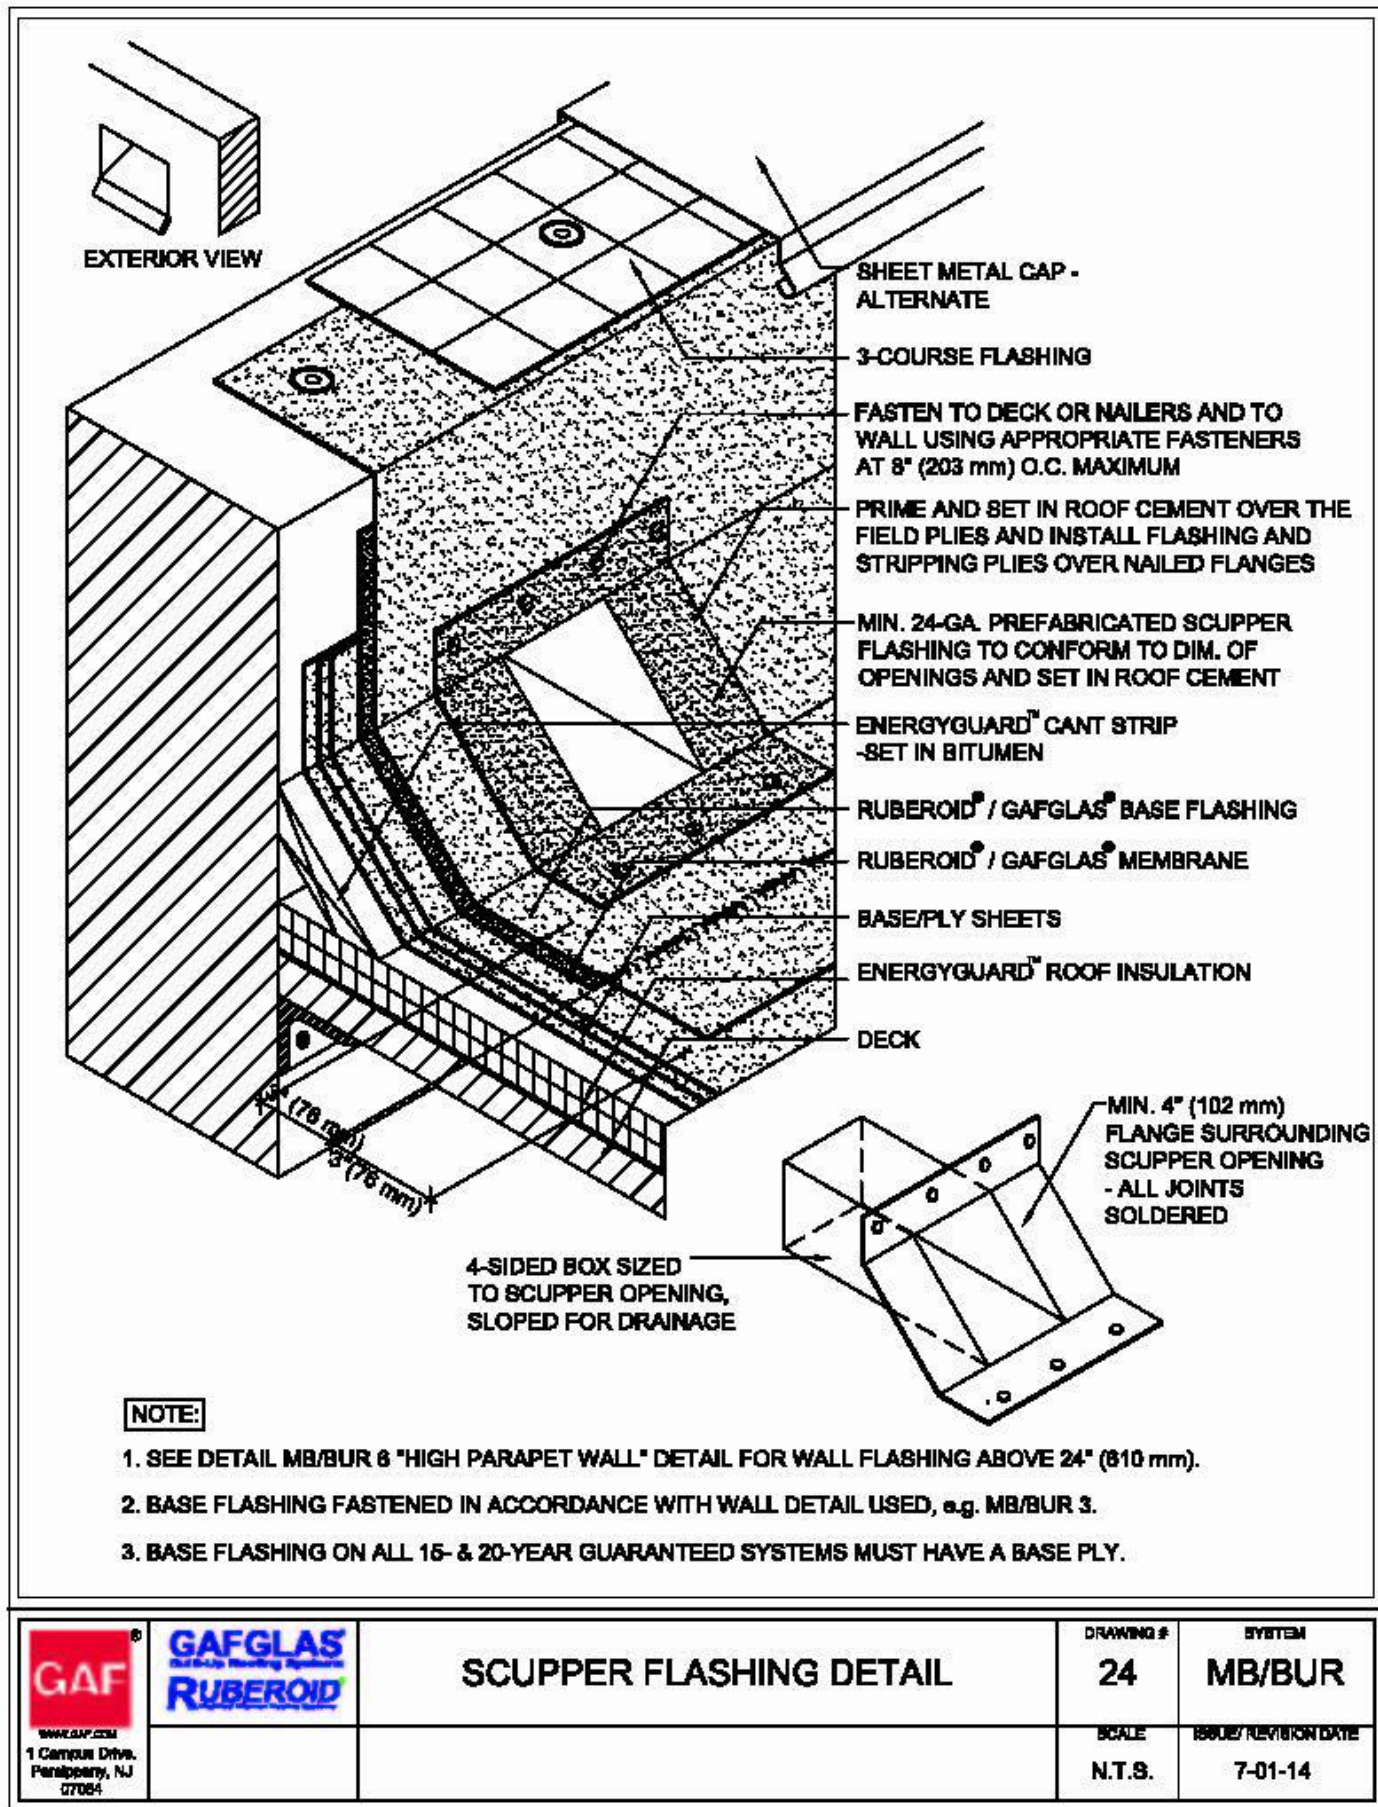 EXTERIOR VIEW
SHEET METAL CAP -
ALTERNATE
3-COURSE FLASHING
FASTEN TO DECK OR NAILERS AND TO
WALL USING APPROPRIATE FASTENERS
AT 8" (203 mm) O.C. MAXIMUM
PRIME AND SET IN ROOF CEMENT OVER THE
FIELD PLIES AND INSTALL FLASHING AND
STRIPPING PLIES OVER NAILED FLANGES
MIN. 24-GA. PREFABRICATED SCUPPER
FLASHING TO CONFORM TO DIM. OF
OPENINGS AND SET IN ROOF CEMENT
ENERGYGUARD™ CANT STRIP
-SET IN BITUMEN
RUBEROID® / GAFGLAS® BASE FLASHING
RUBEROID® / GAFGLAS® MEMBRANE
BASE/PLY SHEETS
ENERGYGUARD™ ROOF INSULATION
DECK
3" (76 mm)
3" (76 mm)
MIN. 4" (102 mm)
FLANGE SURROUNDING
SCUPPER OPENING
- ALL JOINTS
SOLDERED
4-SIDED BOX SIZED
TO SCUPPER OPENING,
SLOPED FOR DRAINAGE
NOTE:
1. SEE DETAIL MB/BUR 6 "HIGH PARAPET WALL" DETAIL FOR WALL FLASHING ABOVE 24" (610 mm).
2. BASE FLASHING FASTENED IN ACCORDANCE WITH WALL DETAIL USED, e.g. MB/BUR 3.
3. BASE FLASHING ON ALL 15- & 20-YEAR GUARANTEED SYSTEMS MUST HAVE A BASE PLY.
GAF®
WWW.GAF.COM
1 Campus Drive,
Parsippany, NJ
07054
GAFGLAS®
Built-Up Roofing Systems
RUBEROID®
SCUPPER FLASHING DETAIL
DRAWING #
24
SYSTEM
MB/BUR
SCALE
N.T.S.
ISSUE/ REVISION DATE
7-01-14